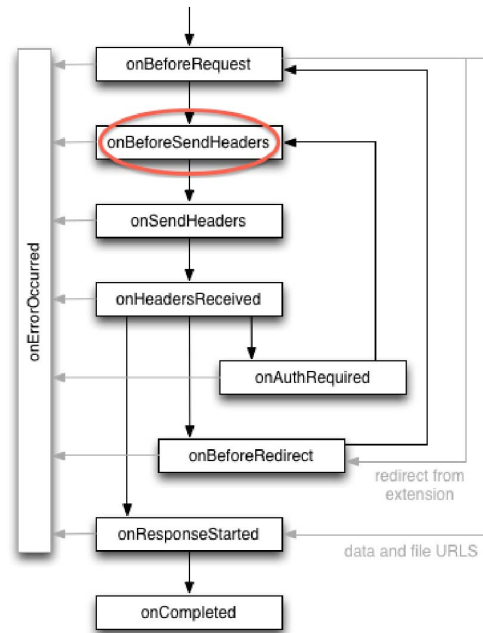 onBeforeRequest
onBeforeSendHeaders
onSendHeaders
onHeadersReceived
onErrorOccurred
onAuthRequired
onBeforeRedirect
redirect from
extension
onResponseStarted
data and file URLS
onCompleted